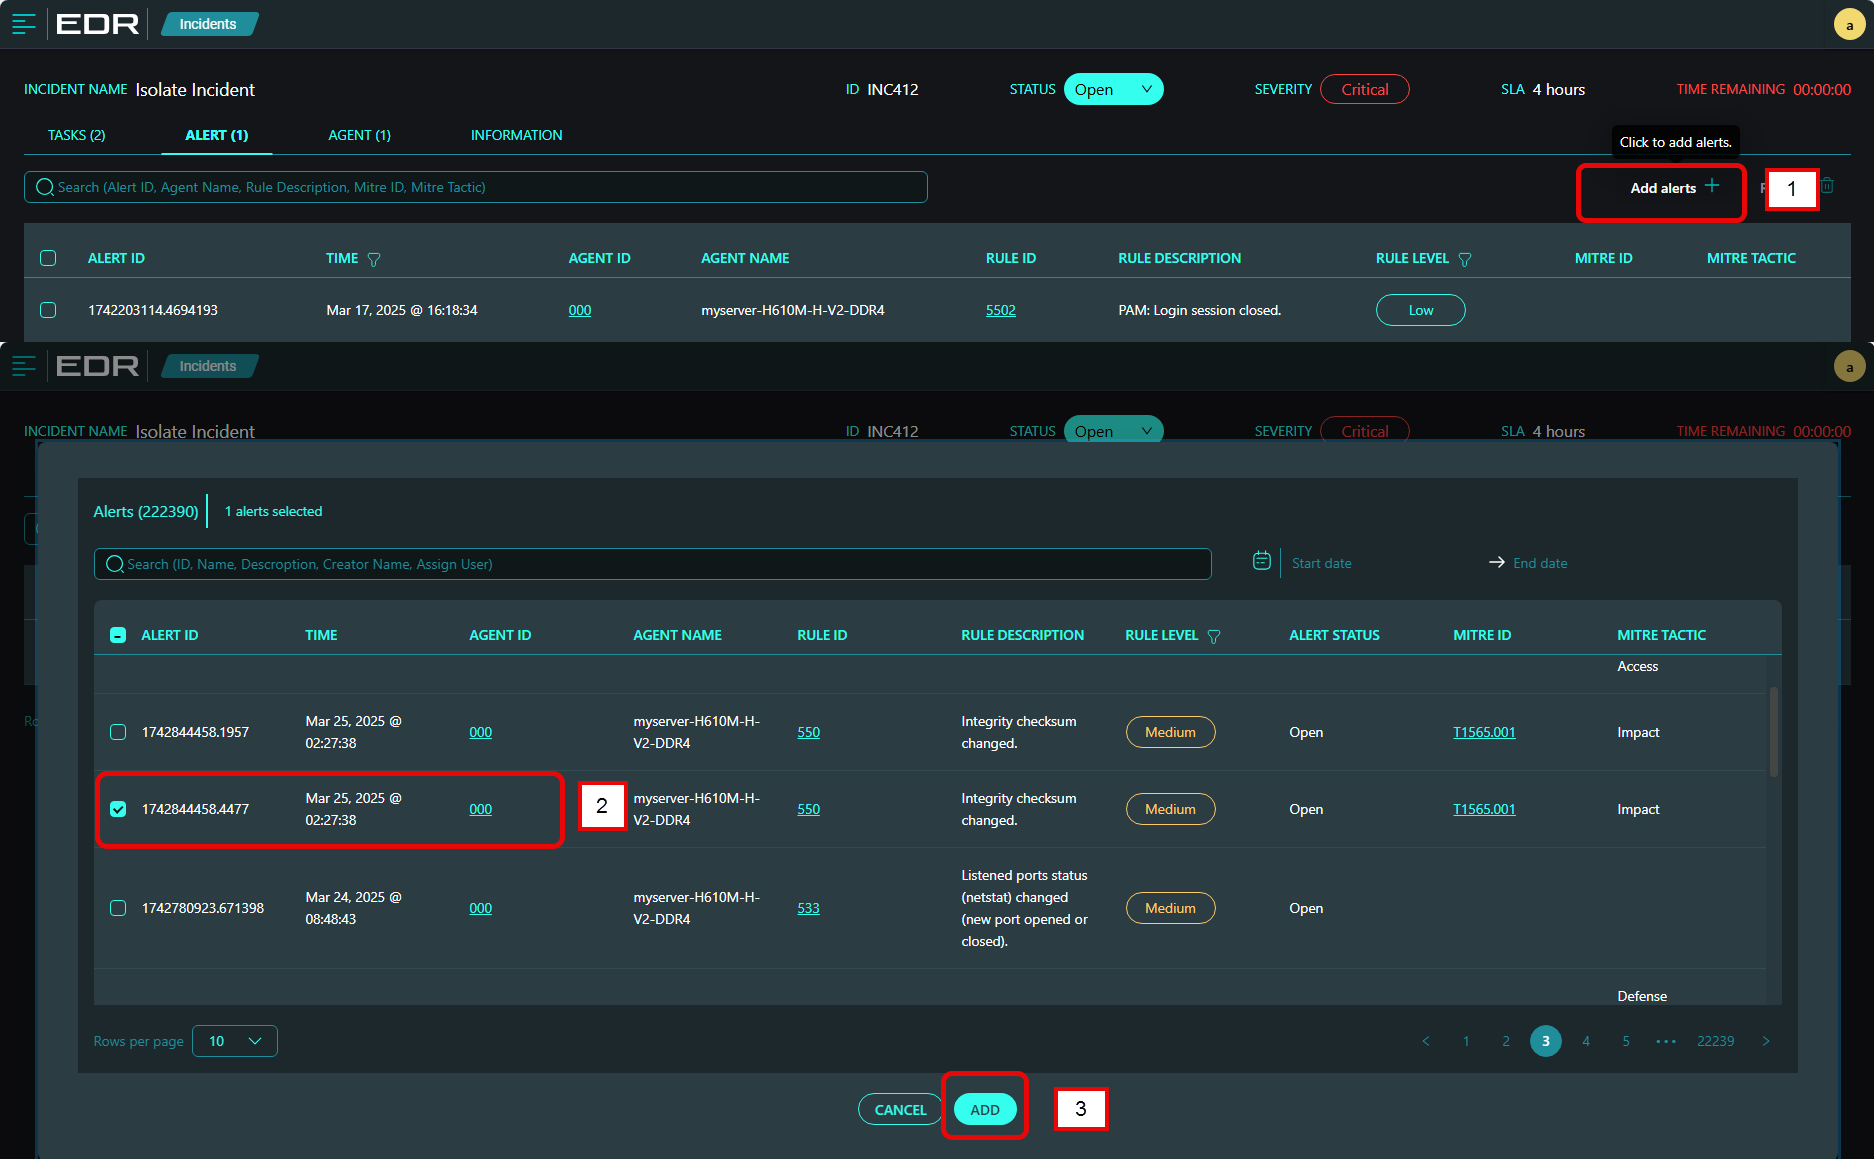 EDR Incidents a
INCIDENT NAME Isolate Incident ID INC412 STATUS Open SEVERITY Critical SLA 4 hours TIME REMAINING 00:00:00
TASKS (2) ALERT (1) AGENT (1) INFORMATION
Click to add alerts.
Search (Alert ID, Agent Name, Rule Description, Mitre ID, Mitre Tactic) Add alerts 1
ALERT ID TIME AGENT ID AGENT NAME RULE ID RULE DESCRIPTION RULE LEVEL MITRE ID MITRE TACTIC
1742203114.4694193 Mar 17, 2025 @ 16:18:34 000 myserver-H610M-H-V2-DDR4 5502 PAM: Login session closed. Low
EDR Incidents a
INCIDENT NAME Isolate Incident ID INC412 STATUS Open SEVERITY Critical SLA 4 hours TIME REMAINING 00:00:00
Alerts (222390) 1 alerts selected
Search (ID, Name, Descroption, Creator Name, Assign User) Start date End date
ALERT ID TIME AGENT ID AGENT NAME RULE ID RULE DESCRIPTION RULE LEVEL ALERT STATUS MITRE ID MITRE TACTIC
Access
1742844458.1957 Mar 25, 2025 @ 02:27:38 000 myserver-H610M-H-V2-DDR4 550 Integrity checksum changed. Medium Open T1565.001 Impact
1742844458.4477 Mar 25, 2025 @ 02:27:38 000 2 myserver-H610M-H-V2-DDR4 550 Integrity checksum changed. Medium Open T1565.001 Impact
1742780923.671398 Mar 24, 2025 @ 08:48:43 000 myserver-H610M-H-V2-DDR4 533 Listened ports status (netstat) changed (new port opened or closed). Medium Open
Defense
Rows per page 10 < 1 2 3 4 5 ••• 22239 >
CANCEL ADD 3